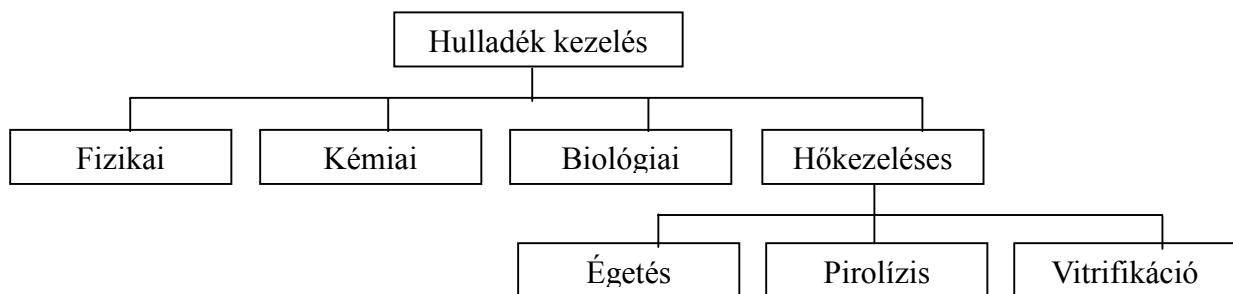 Hulladék kezelés
Fizikai
Kémiai
Biológiai
Hőkezeléses
Égetés
Pirolízis
Vitrifikáció